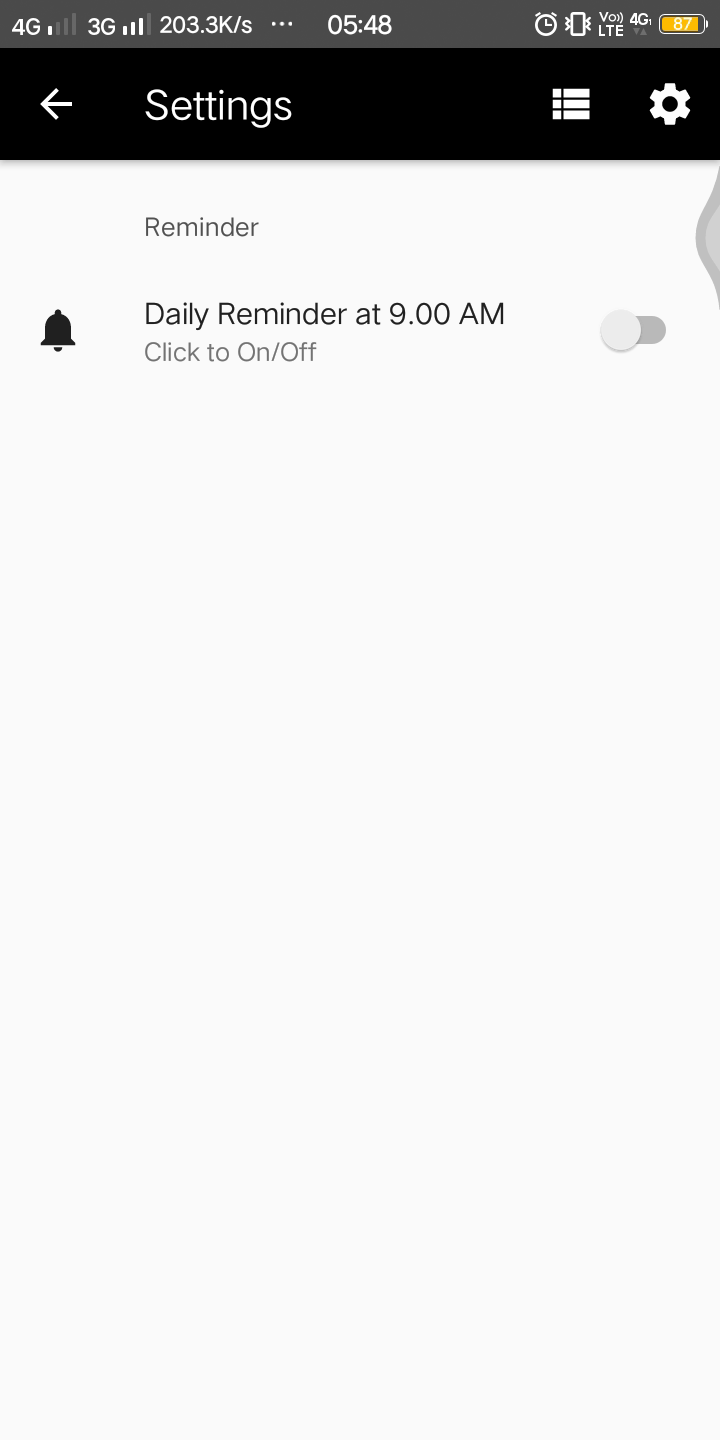 4G 3G 203.3K/s ... 05:48 Vo)) LTE 4G1 87
Settings
Reminder
Daily Reminder at 9.00 AM
Click to On/Off